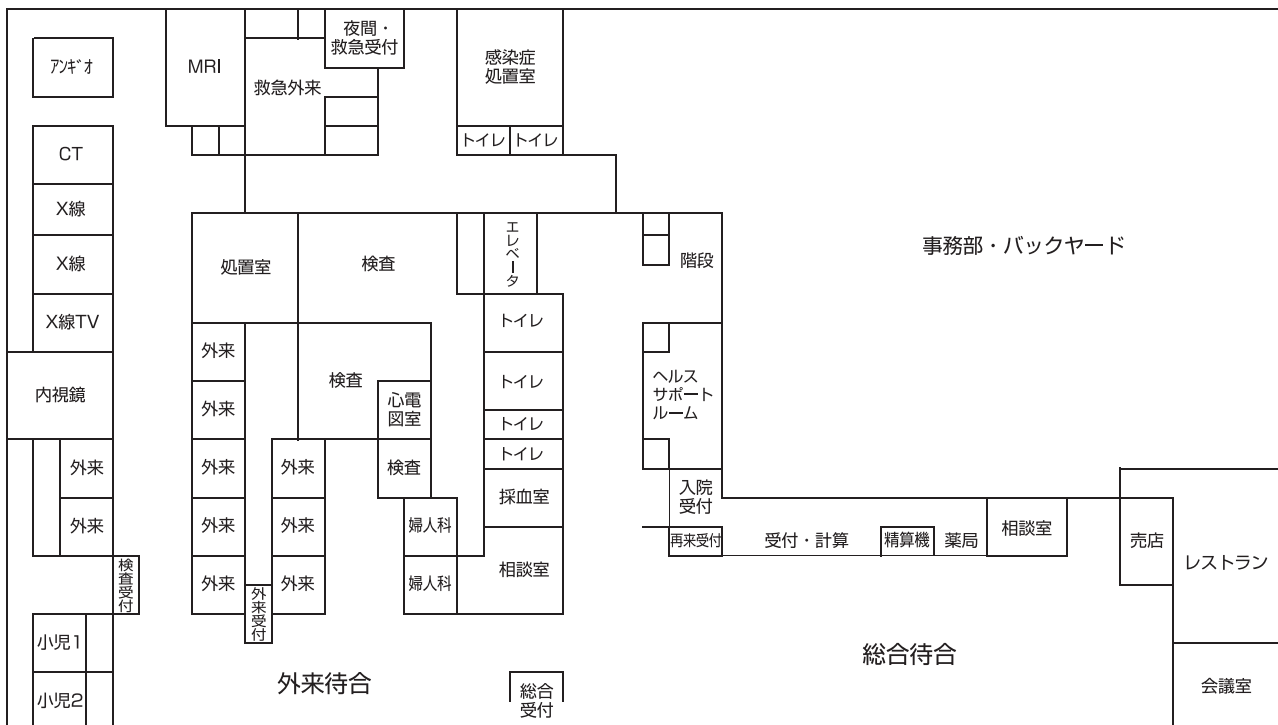 夜間・
救急受付
アンギオ
MRI
感染症
処置室
救急外来
トイレ
トイレ
CT
X線
X線
X線TV
内視鏡
外来
外来
検査受付
小児1
小児2
処置室
検査
エレベータ
階段
事務部・バックヤード
外来
外来
外来
外来
外来
検査
心電
図室
検査
外来
外来
外来
外来受付
婦人科
婦人科
トイレ
トイレ
トイレ
トイレ
採血室
相談室
ヘルス
サポート
ルーム
入院
受付
再来受付
受付・計算
精算機
薬局
相談室
売店
レストラン
外来待合
総合
受付
総合待合
会議室